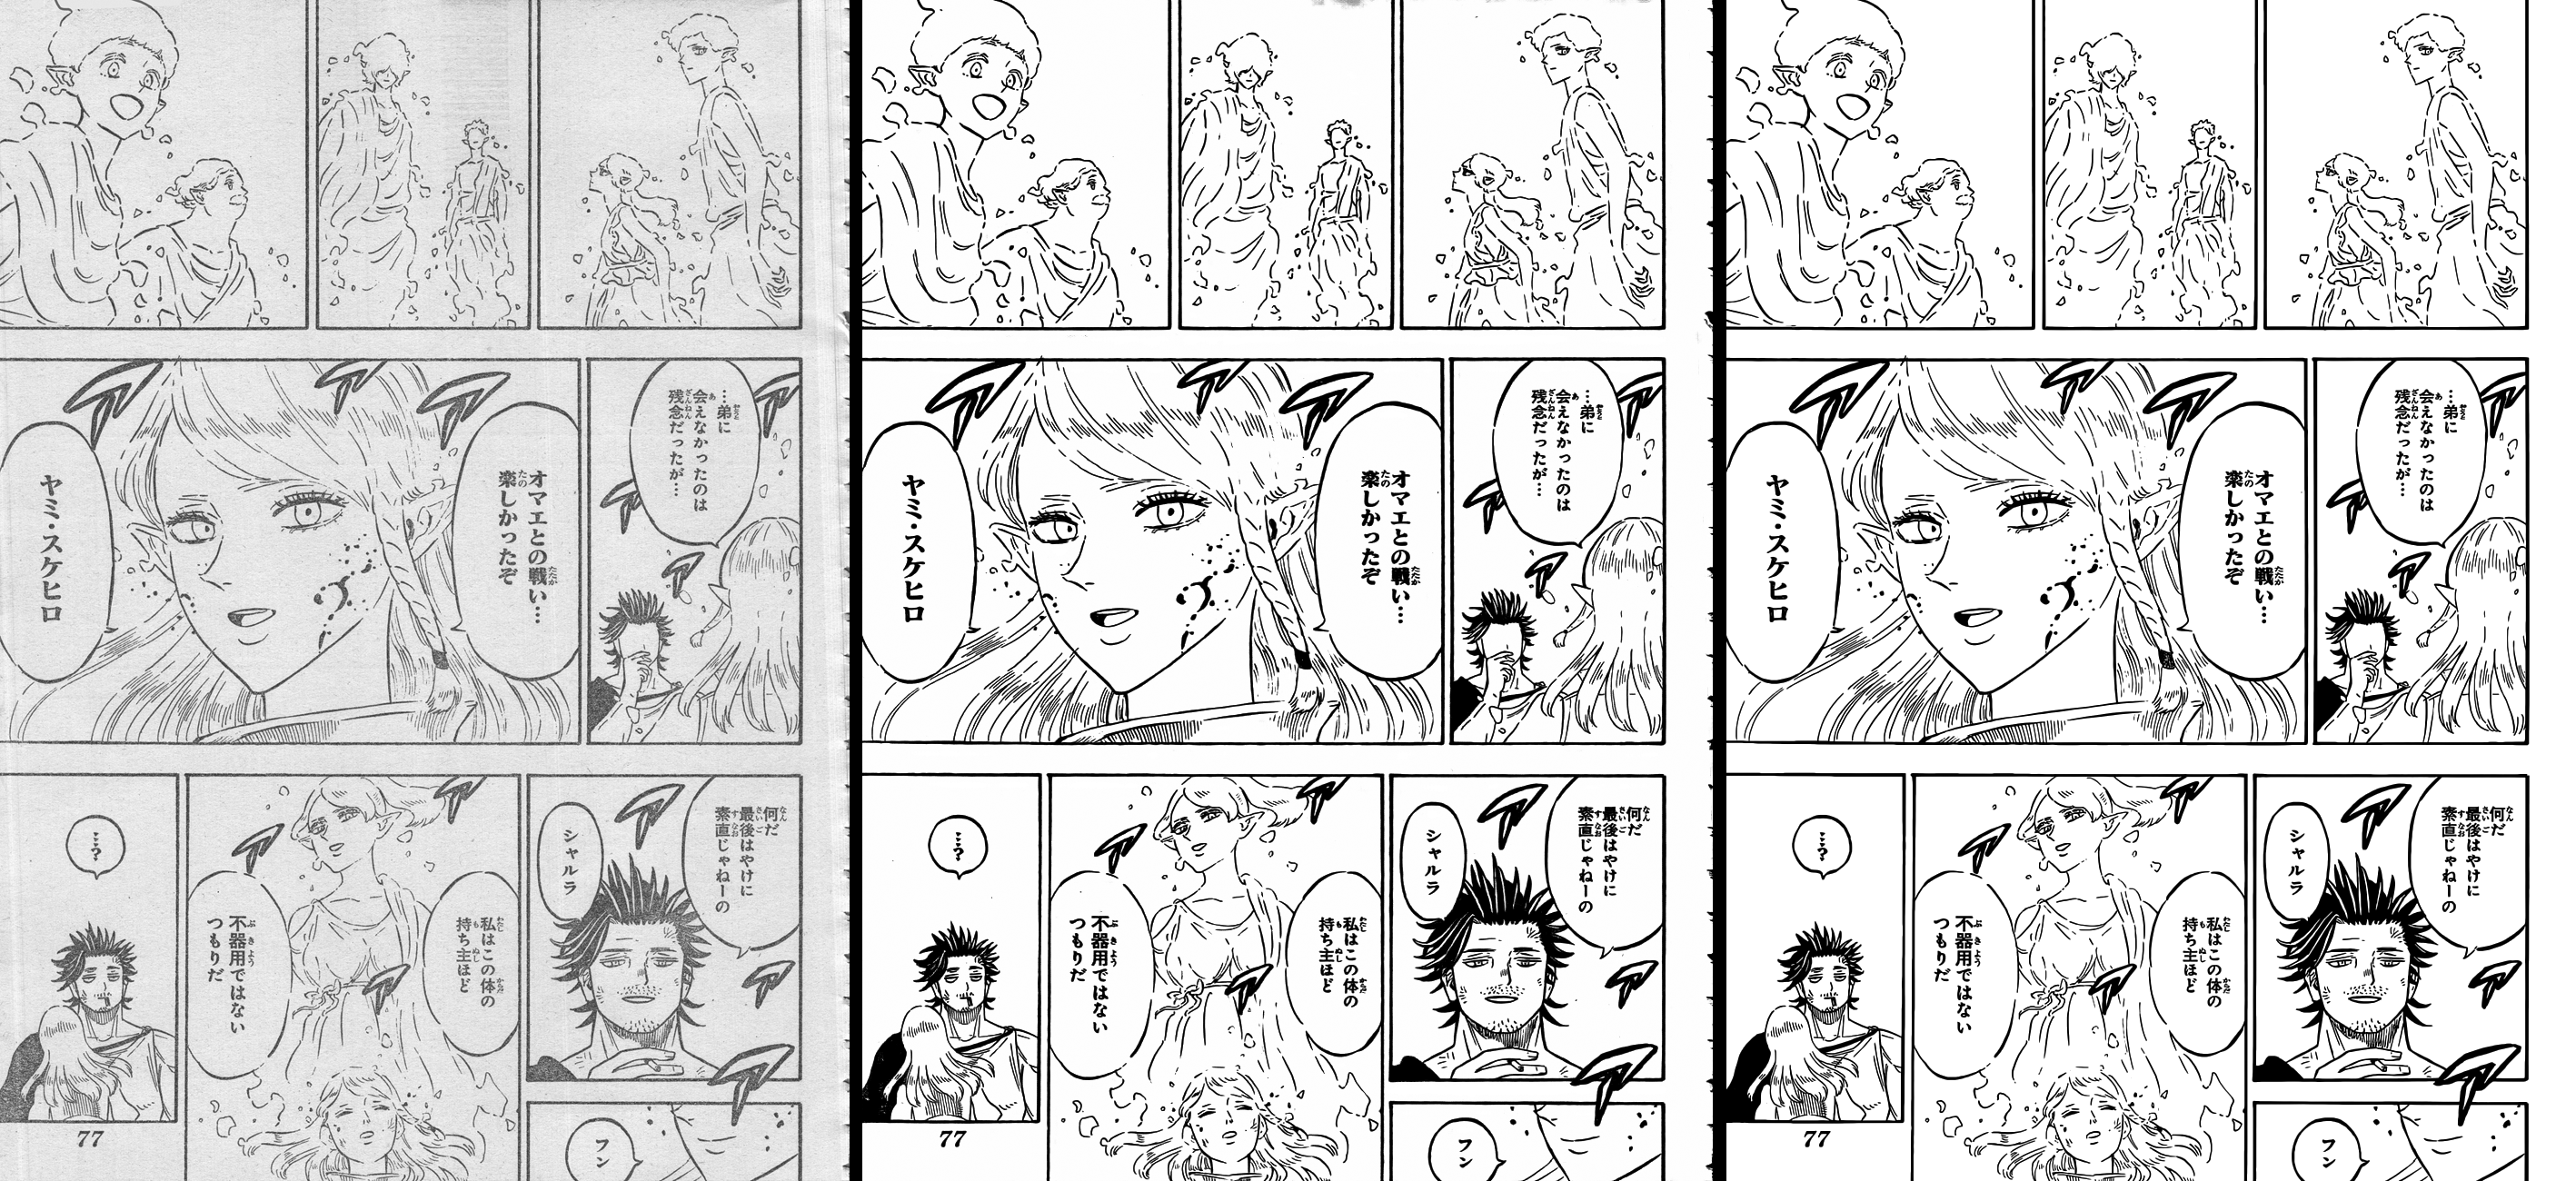 …弟に
会えなかったのは
残念だったが…
オマエとの戦い…
楽しかったぞ
ヤミ・スケヒロ
何だ
最後はやけに
素直じゃねーの
シャルラ
フン
私はこの体の
持ち主ほど
不器用ではない
つもりだ
…?
77
…弟に
会えなかったのは
残念だったが…
オマエとの戦い…
楽しかったぞ
ヤミ・スケヒロ
何だ
最後はやけに
素直じゃねーの
シャルラ
フン
私はこの体の
持ち主ほど
不器用ではない
つもりだ
…?
77
…弟に
会えなかったのは
残念だったが…
オマエとの戦い…
楽しかったぞ
ヤミ・スケヒロ
何だ
最後はやけに
素直じゃねーの
シャルラ
フン
私はこの体の
持ち主ほど
不器用ではない
つもりだ
…?
77